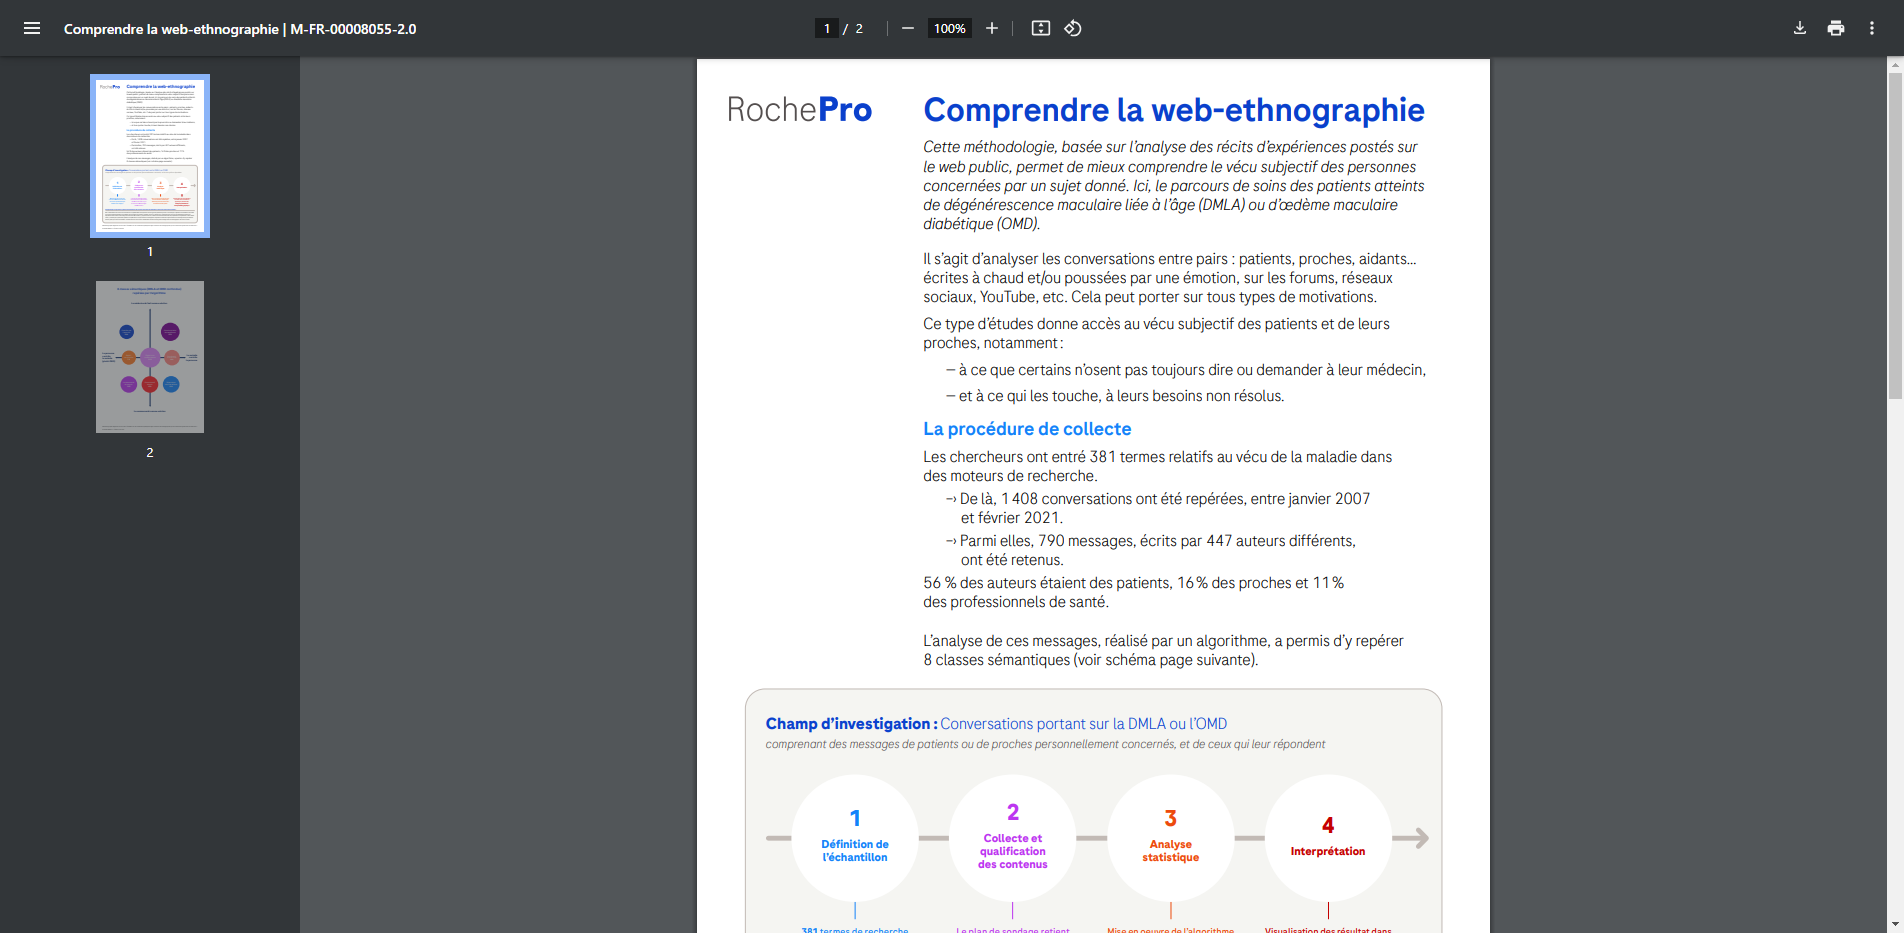 Comprendre la web-ethnographie | M-FR-00008055-2.0
1 / 2
100%
1
2
RochePro
Comprendre la web-ethnographie
Cette méthodologie, basée sur l'analyse des récits d'expériences postés sur
le web public, permet de mieux comprendre le vécu subjectif des personnes
concernées par un sujet donné. Ici, le parcours de soins des patients atteints
de dégénérescence maculaire liée à l'âge (DMLA) ou d'œdème maculaire
diabétique (OMD).
Il s'agit d'analyser les conversations entre pairs : patients, proches, aidants...
écrites à chaud et/ou poussées par une émotion, sur les forums, réseaux
sociaux, YouTube, etc. Cela peut porter sur tous types de motivations.
Ce type d'études donne accès au vécu subjectif des patients et de leurs
proches, notamment :
– à ce que certains n'osent pas toujours dire ou demander à leur médecin,
– et à ce qui les touche, à leurs besoins non résolus.
La procédure de collecte
Les chercheurs ont entré 381 termes relatifs au vécu de la maladie dans
des moteurs de recherche.
-› De là, 1 408 conversations ont été repérées, entre janvier 2007
et février 2021.
-› Parmi elles, 790 messages, écrits par 447 auteurs différents,
ont été retenus.
56 % des auteurs étaient des patients, 16 % des proches et 11 %
des professionnels de santé.
L'analyse de ces messages, réalisé par un algorithme, a permis d'y repérer
8 classes sémantiques (voir schéma page suivante).
Champ d'investigation : Conversations portant sur la DMLA ou l'OMD
comprenant des messages de patients ou de proches personnellement concernés, et de ceux qui leur répondent
1
Définition de
l'échantillon
2
Collecte et
qualification
des contenus
3
Analyse
statistique
4
Interprétation
381 termes de recherche
Le plan de sondage retient
Mise en oeuvre de l'algorithme
Visualisation des résultat dans